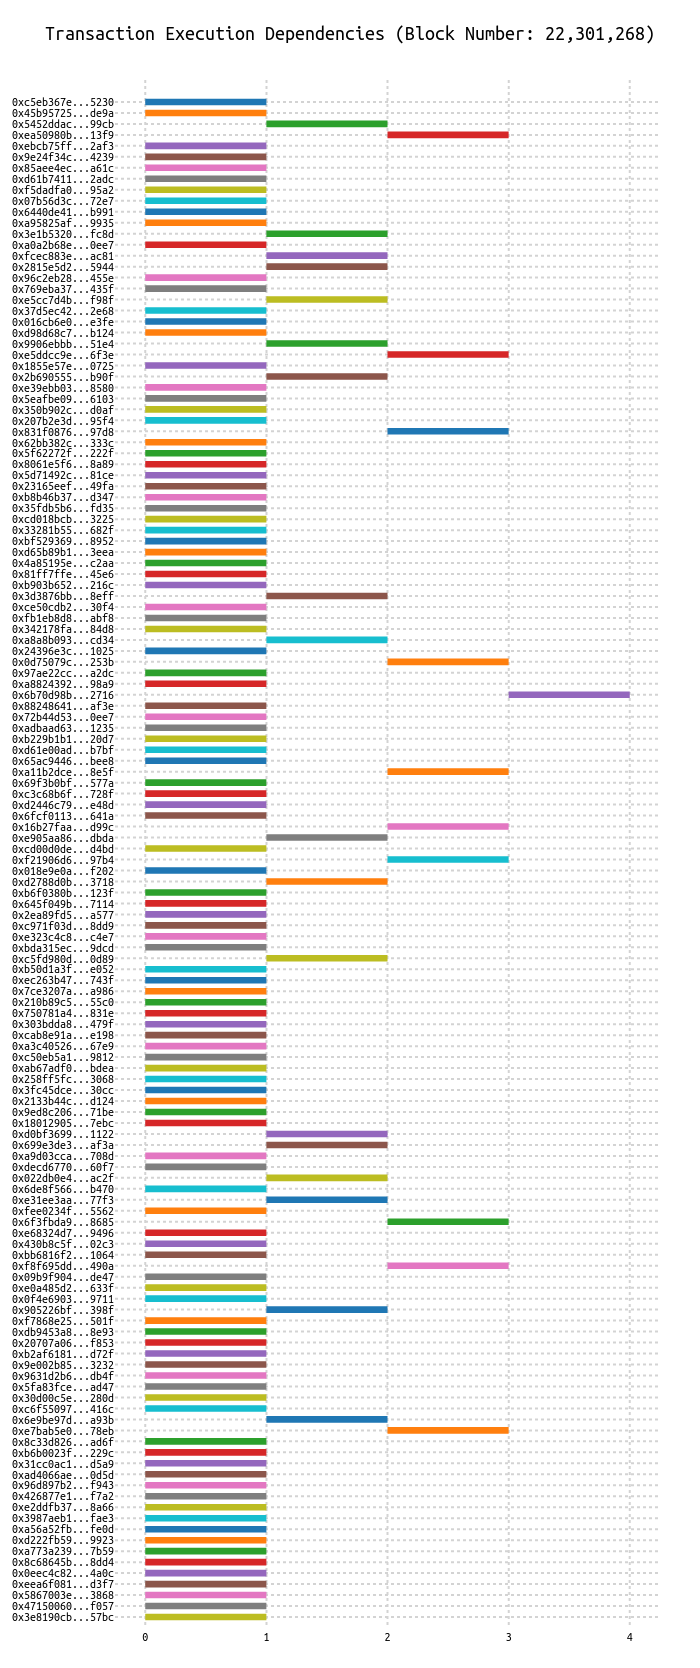 Transaction Execution Dependencies (Block Number: 22,301,268)
0xc5eb367e...5230
0x45b95725...de9a
0x5452ddac...99cb
0xea50980b...13f9
0xebcb75ff...2af3
0x9e24f34c...4239
0x85aee4ec...a61c
0xd61b7411...2adc
0xf5dadfa0...95a2
0x07b56d3c...72e7
0x6440de41...b991
0xa95825af...9935
0x3e1b5320...fc8d
0xa0a2b68e...0ee7
0xfcec883e...ac81
0x2815e5d2...5944
0x96c2eb28...455e
0x769eba37...435f
0xe5cc7d4b...f98f
0x37d5ec42...2e68
0x016cb6e0...e3fe
0xd98d68c7...b124
0x9906ebbb...51e4
0xe5ddcc9e...6f3e
0x1855e57e...0725
0x2b690555...b90f
0xe39ebb03...8580
0x5eafbe09...6103
0x350b902c...d0af
0x207b2e3d...95f4
0x831f0876...97d8
0x62bb382c...333c
0x5f62272f...222f
0x8061e5f6...8a89
0x5d71492c...81ce
0x23165eef...49fa
0xb8b46b37...d347
0x35fdb5b6...fd35
0xcd018bcb...3225
0x33281b55...682f
0xbf529369...8952
0xd65b89b1...3eea
0x4a85195e...c2aa
0x81ff7ffe...45e6
0xb903b652...216c
0x3d3876bb...8eff
0xce50cdb2...30f4
0xfb1eb8d8...abf8
0x342178fa...84d8
0xa8a8b093...cd34
0x24396e3c...1025
0x0d75079c...253b
0x97ae22cc...a2dc
0xa8824392...98a9
0x6b70d98b...2716
0x88248641...af3e
0x72b44d53...0ee7
0xadbaad63...1235
0xb229b1b1...20d7
0xd61e00ad...b7bf
0x65ac9446...bee8
0xa11b2dce...8e5f
0x69f3b0bf...577a
0xc3c68b6f...728f
0xd2446c79...e48d
0x6fcf0113...641a
0x16b27faa...d99c
0xe905aa86...dbda
0xcd00d0de...d4bd
0xf21906d6...97b4
0x018e9e0a...f202
0xd2788d0b...3718
0xb6f0380b...123f
0x645f049b...7114
0x2ea89fd5...a577
0xc971f03d...8dd9
0xe323c4c8...c4e7
0xbda315ec...9dcd
0xc5fd980d...0d89
0xb50d1a3f...e052
0xec263b47...743f
0x7ce3207a...a986
0x210b89c5...55c0
0x750781a4...831e
0x303bdda8...479f
0xcab8e91a...e198
0xa3c40526...67e9
0xc50eb5a1...9812
0xab67adf0...bdea
0x258ff5fc...3068
0x3fc45dce...30cc
0x2133b44c...d124
0x9ed8c206...71be
0x18012905...7ebc
0xd0bf3699...1122
0x699e3de3...af3a
0xa9d03cca...708d
0xdecd6770...60f7
0x022db0e4...ac2f
0x6de8f566...b470
0xe31ee3aa...77f3
0xfee0234f...5562
0x6f3fbda9...8685
0xe68324d7...9496
0x430b8c5f...02c3
0xbb6816f2...1064
0xf8f695dd...490a
0x09b9f904...de47
0xe0a485d2...633f
0x0f4e6903...9711
0x905226bf...398f
0xf7868e25...501f
0xdb9453a8...8e93
0x20707a06...f853
0xb2af6181...d72f
0x9e002b85...3232
0x9631d2b6...db4f
0x5fa83fce...ad47
0x30d00c5e...280d
0xc6f55097...416c
0x6e9be97d...a93b
0xe7bab5e0...78eb
0x8c33d826...ad6f
0xb6b0023f...229c
0x31cc0ac1...d5a9
0xad4066ae...0d5d
0x96d897b2...f943
0x426877e1...f7a2
0xe2ddfb37...8a66
0x3987aeb1...fae3
0xa56a52fb...fe0d
0xd222fb59...9923
0xa773a239...7b59
0x8c68645b...8dd4
0x0eec4c82...4a0c
0xeea6f081...d3f7
0x5867003e...3868
0x47150060...f057
0x3e8190cb...57bc
0 1 2 3 4